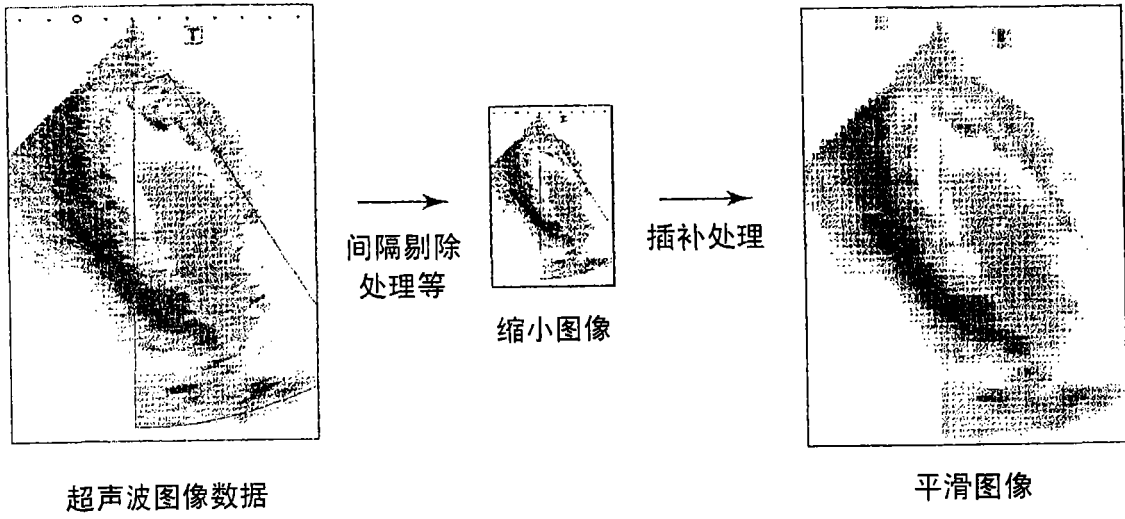 间隔剔除
处理等
插补处理
缩小图像
超声波图像数据
平滑图像